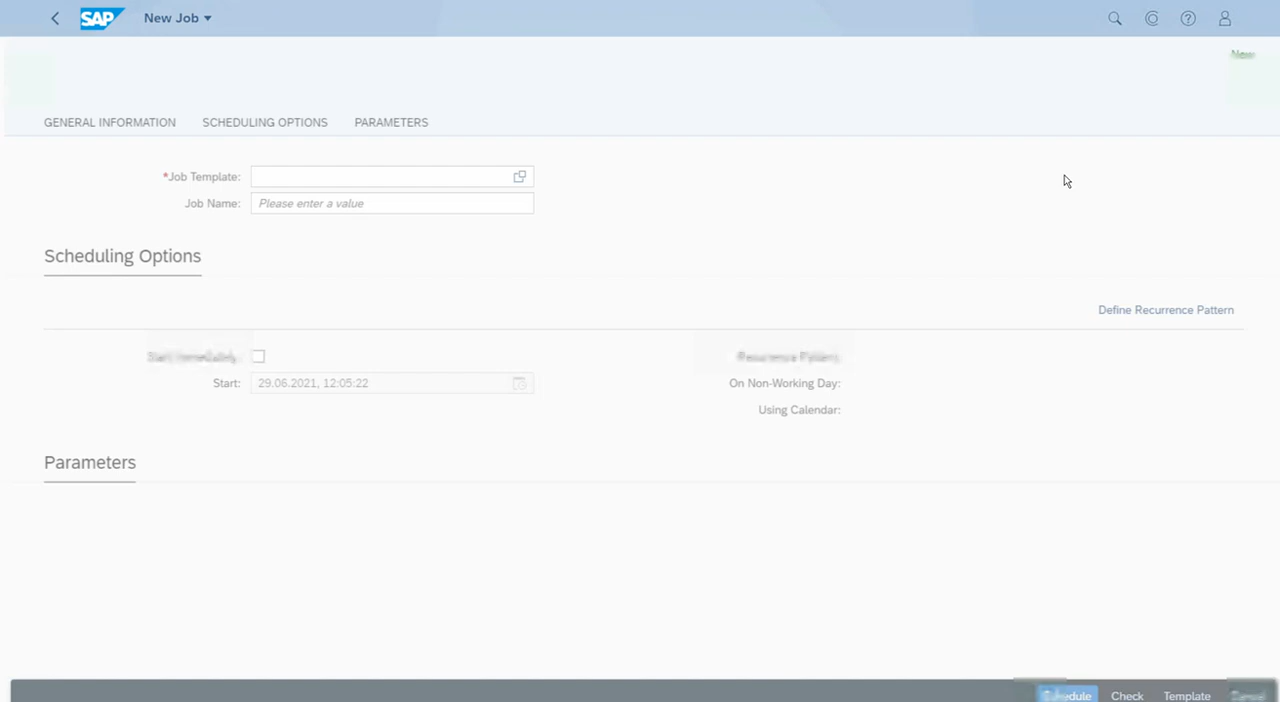 SAP New Job
New
GENERAL INFORMATION SCHEDULING OPTIONS PARAMETERS
*Job Template:
Job Name: Please enter a value
Scheduling Options
Define Recurrence Pattern
Start Immediately: Recurrence Pattern:
Start: 29.06.2021, 12:05:22 On Non-Working Day:
Using Calendar:
Parameters
Schedule Check Template Cancel